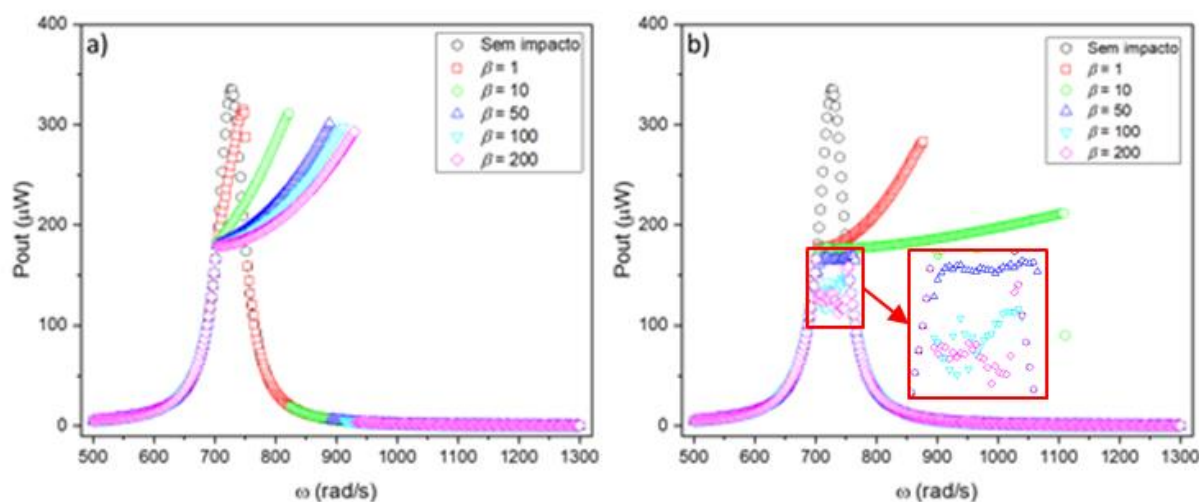 a)
Sem impacto
β = 1
β = 10
β = 50
β = 100
β = 200
400
300
200
100
0
Pout (μW)
500 600 700 800 900 1000 1100 1200 1300
ω (rad/s)
b)
Sem impacto
β = 1
β = 10
β = 50
β = 100
β = 200
400
300
200
100
0
Pout (μW)
500 600 700 800 900 1000 1100 1200 1300
ω (rad/s)